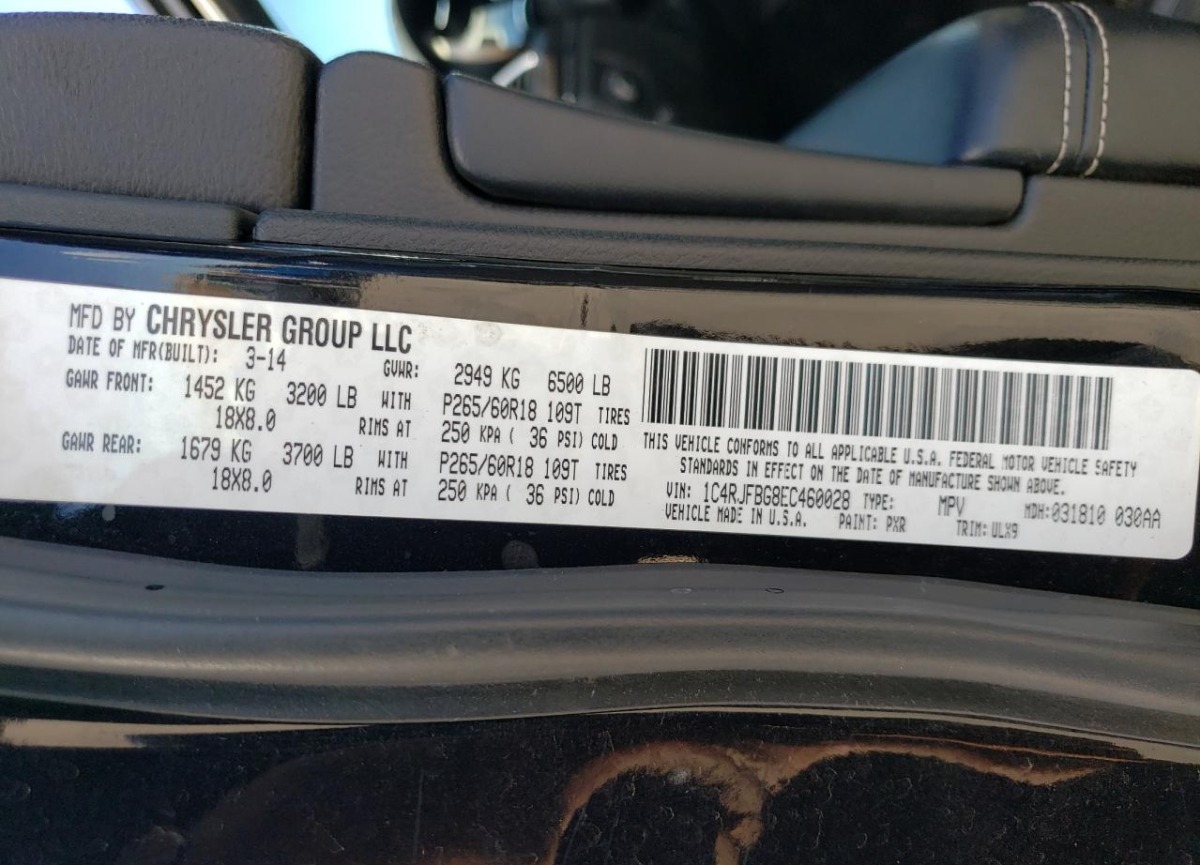 MFD BY CHRYSLER GROUP LLC
DATE OF MFR(BUILT): 3-14 GVWR: 2949 KG 6500 LB
GAWR FRONT: 1452 KG 3200 LB WITH P265/60R18 109T TIRES
18X8.0 RIMS AT 250 KPA ( 36 PSI) COLD
GAWR REAR: 1679 KG 3700 LB WITH P265/60R18 109T TIRES
18X8.0 RIMS AT 250 KPA ( 36 PSI) COLD
THIS VEHICLE CONFORMS TO ALL APPLICABLE U.S.A. FEDERAL MOTOR VEHICLE SAFETY
STANDARDS IN EFFECT ON THE DATE OF MANUFACTURE SHOWN ABOVE.
VIN: 1C4RJFBG8EC460028 TYPE: MPV MDH:031810 030AA
VEHICLE MADE IN U.S.A. PAINT: PXR TRIM: ULX9